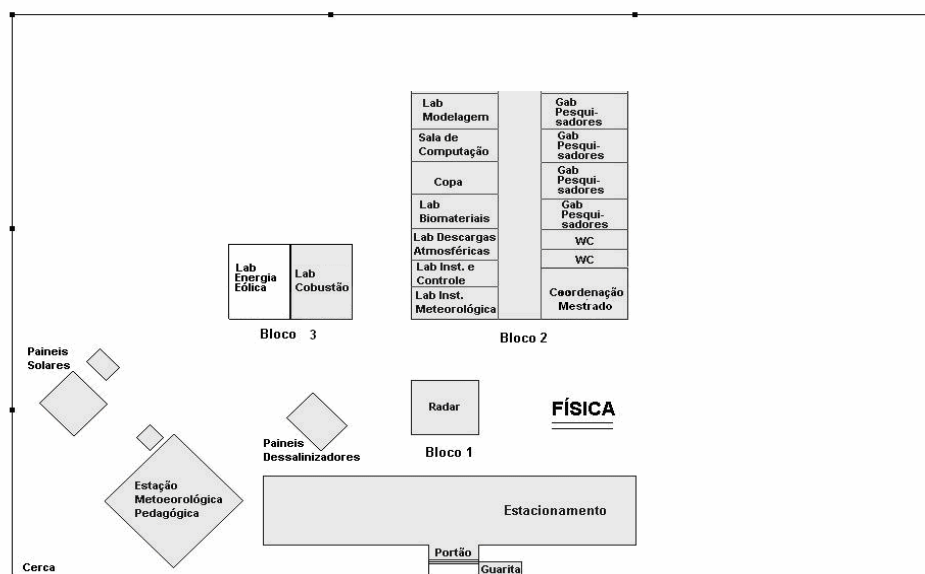 Lab
Modelagem
Gab
Pesqui-
sadores
Sala de
Computação
Gab
Pesqui-
sadores
Copa
Gab
Pesqui-
sadores
Lab
Biomateriais
Gab
Pesqui-
sadores
Lab Descargas
Atmosféricas
WC
Lab Inst. e
Controle
WC
Lab Inst.
Meteorológica
Coordenação
Mestrado
Lab
Energia
Eólica
Lab
Cobustão
Bloco 3
Bloco 2
Paineis
Solares
Radar
FÍSICA
Bloco 1
Paineis
Dessalinizadores
Estação
Metoeorológica
Pedagógica
Estacionamento
Portão
Guarita
Cerca